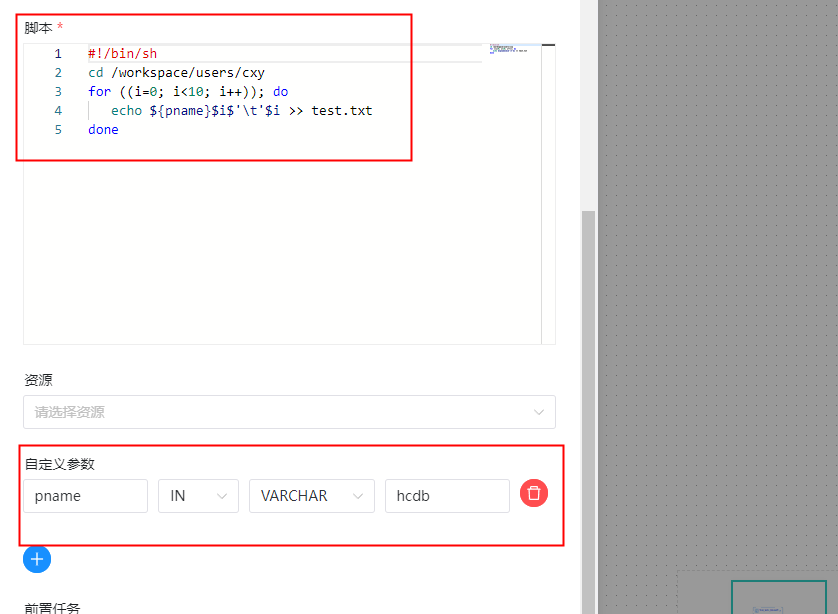 脚本 *
1 #!/bin/sh
2 cd /workspace/users/cxy
3 for ((i=0; i<10; i++)); do
4 echo ${pname}$i$'\t'$i >> test.txt
5 done
资源
请选择资源
自定义参数
pname IN VARCHAR hcdb
前置任务